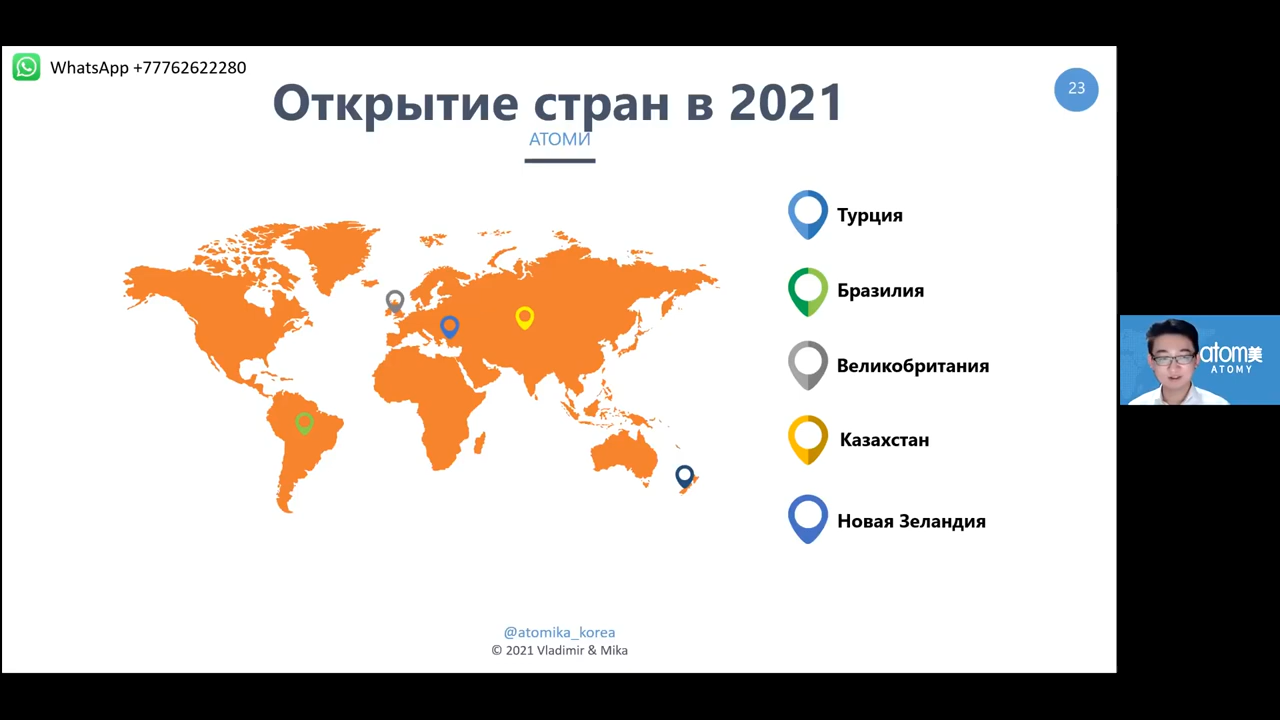 WhatsApp +77762622280
Открытие стран в 2021
АТОМИ
23
Турция
Бразилия
Великобритания
Казахстан
Новая Зеландия
atom美
ATOMY
@atomika_korea
© 2021 Vladimir & Mika